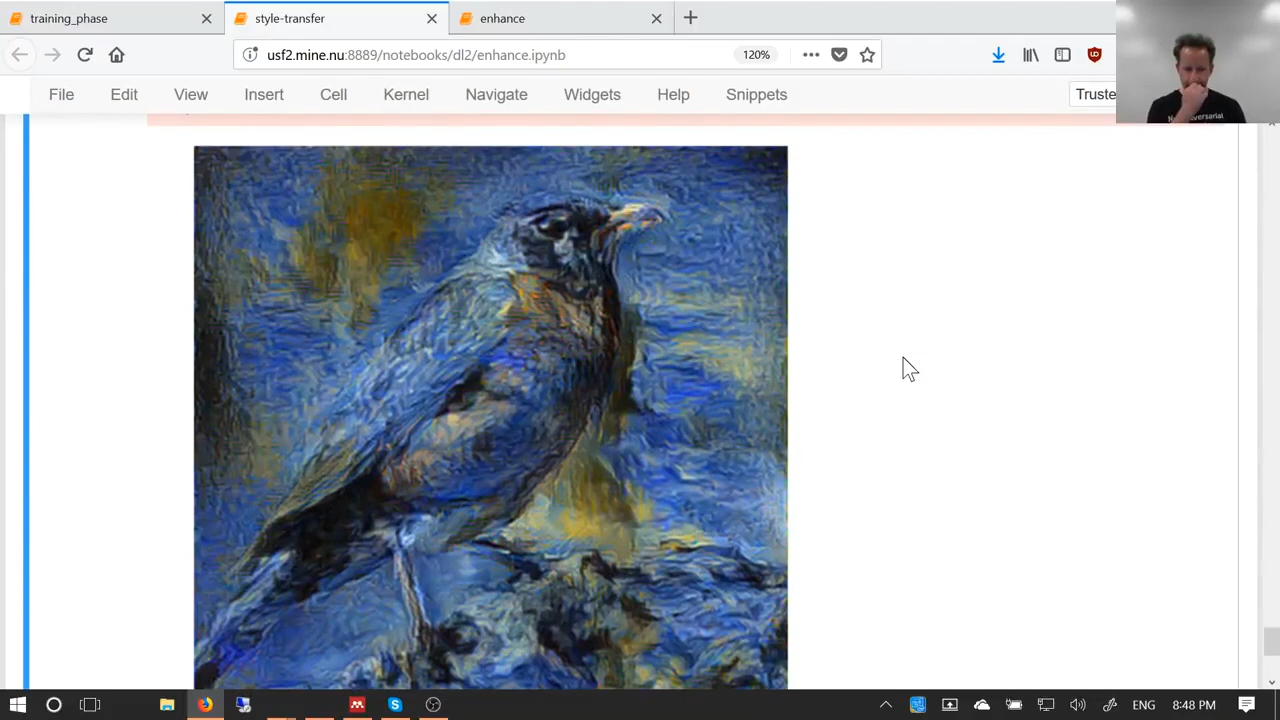 training_phase
style-transfer
enhance
usf2.mine.nu:8889/notebooks/dl2/enhance.ipynb
120%
File Edit View Insert Cell Kernel Navigate Widgets Help Snippets
Truste
ENG
8:48 PM